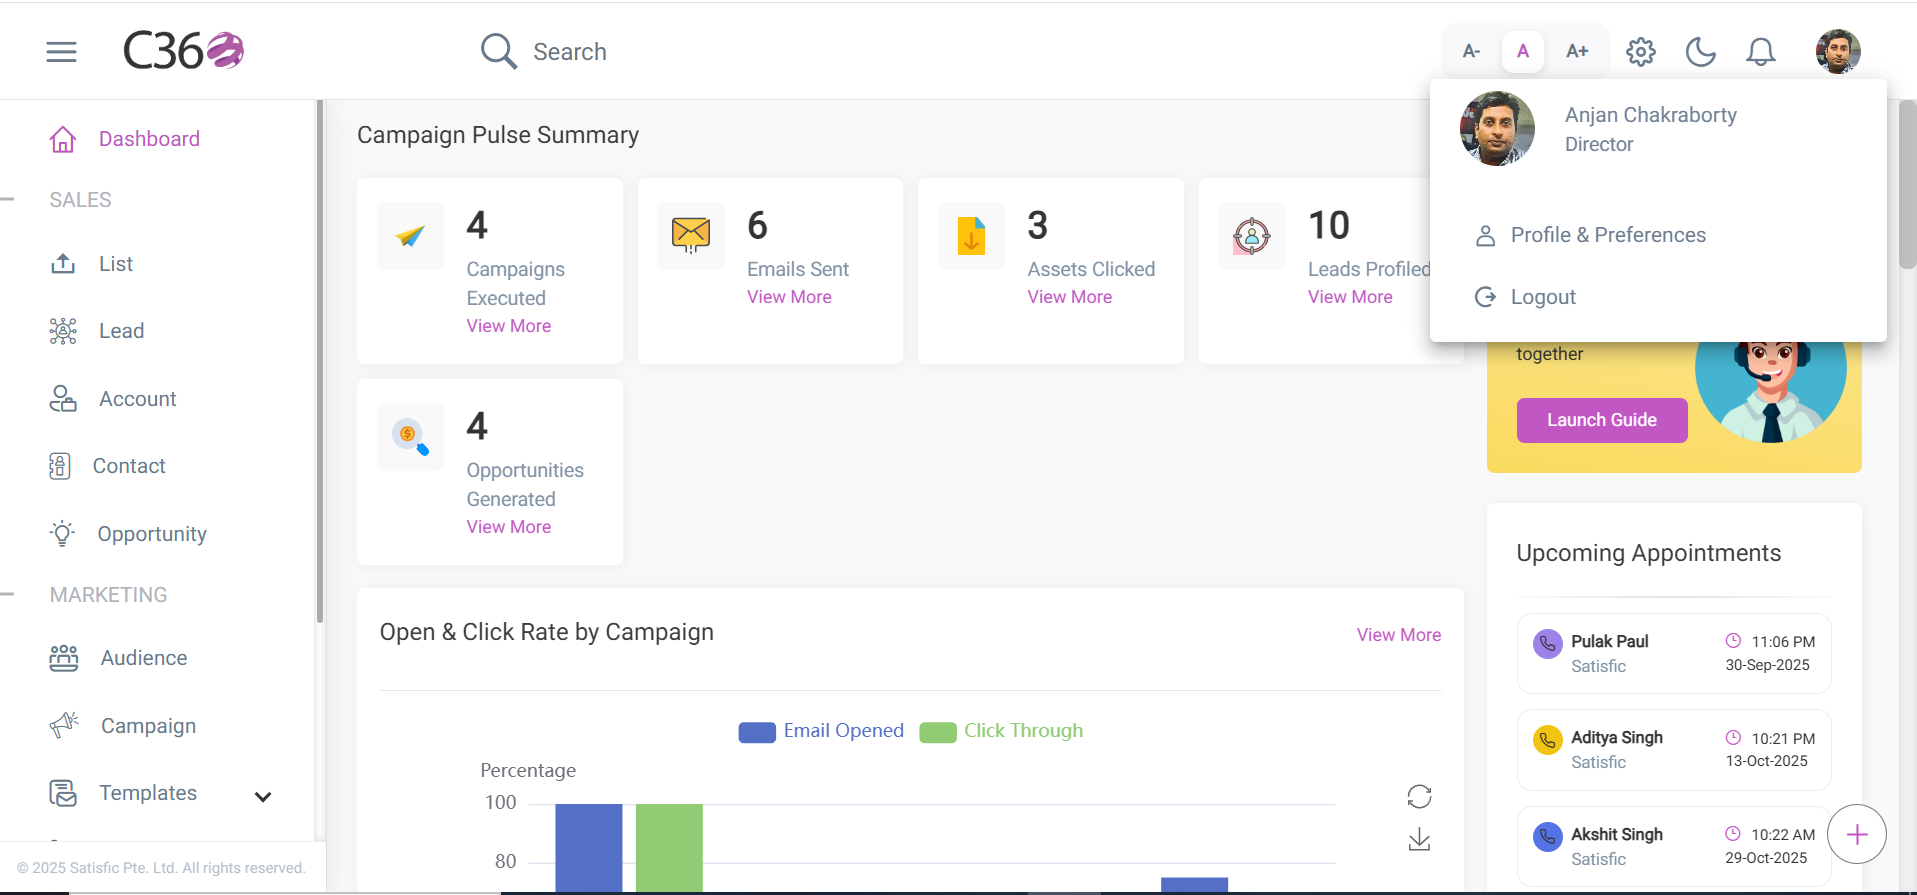 C360
Search
A-
A
A+
Anjan Chakraborty
Director
Profile & Preferences
Logout
Dashboard
SALES
List
Lead
Account
Contact
Opportunity
MARKETING
Audience
Campaign
Templates
© 2025 Satisfic Pte. Ltd. All rights reserved.
Campaign Pulse Summary
4
Campaigns
Executed
View More
6
Emails Sent
View More
3
Assets Clicked
View More
10
Leads Profiled
View More
4
Opportunities
Generated
View More
together
Launch Guide
Open & Click Rate by Campaign
View More
Email Opened
Click Through
Percentage
100
80
Upcoming Appointments
Pulak Paul
11:06 PM
Satisfic
30-Sep-2025
Aditya Singh
10:21 PM
Satisfic
13-Oct-2025
Akshit Singh
10:22 AM
Satisfic
29-Oct-2025